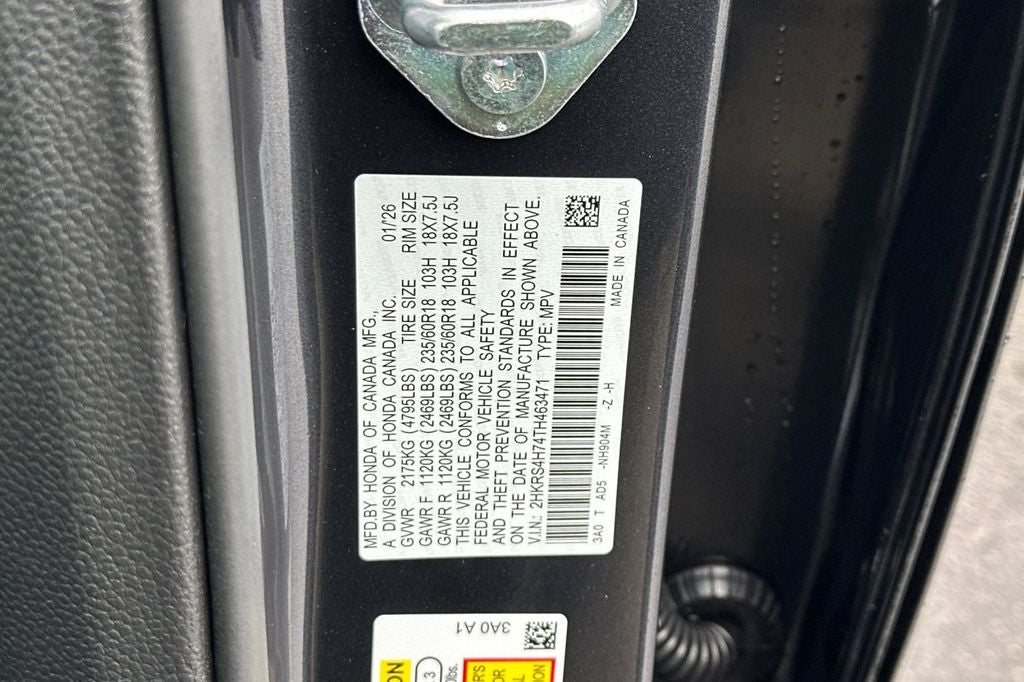 MFD.BY HONDA OF CANADA MFG.,
A DIVISION OF HONDA CANADA INC. 01/'26
GVWR 2175KG (4795LBS) TIRE SIZE RIM SIZE
GAWR F 1120KG (2469LBS) 235/60R18 103H 18X7.5J
GAWR R 1120KG (2469LBS) 235/60R18 103H 18X7.5J
THIS VEHICLE CONFORMS TO ALL APPLICABLE
FEDERAL MOTOR VEHICLE SAFETY
AND THEFT PREVENTION STANDARDS IN EFFECT
ON THE DATE OF MANUFACTURE SHOWN ABOVE.
V.I.N.: 2HKRS4H74TH463471 TYPE: MPV
3A0 T AD5 -NH904M -Z -H MADE IN CANADA
3A0 A1